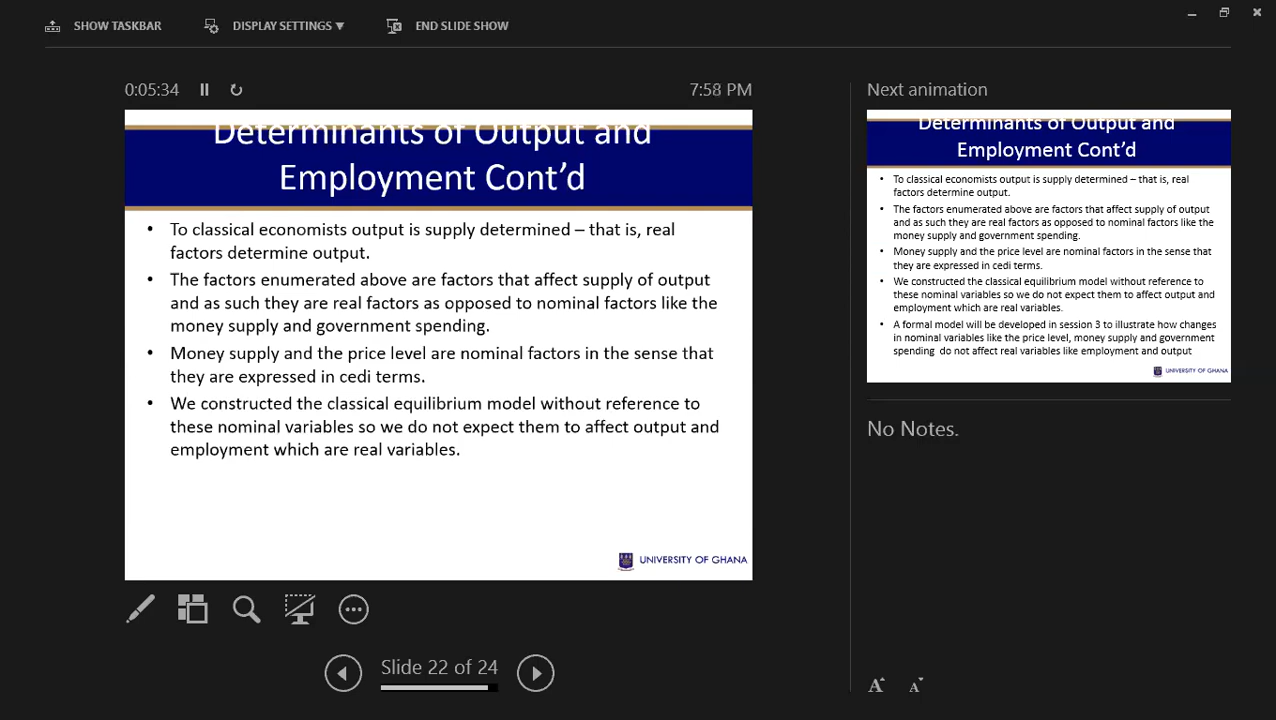 SHOW TASKBAR
DISPLAY SETTINGS
END SLIDE SHOW
0:05:34
7:58 PM
Determinants of Output and
Employment Cont'd
• To classical economists output is supply determined – that is, real
factors determine output.
• The factors enumerated above are factors that affect supply of output
and as such they are real factors as opposed to nominal factors like the
money supply and government spending.
• Money supply and the price level are nominal factors in the sense that
they are expressed in cedi terms.
• We constructed the classical equilibrium model without reference to
these nominal variables so we do not expect them to affect output and
employment which are real variables.
UNIVERSITY OF GHANA
Slide 22 of 24
Next animation
Determinants of Output and
Employment Cont'd
• To classical economists output is supply determined – that is, real
factors determine output.
• The factors enumerated above are factors that affect supply of output
and as such they are real factors as opposed to nominal factors like the
money supply and government spending.
• Money supply and the price level are nominal factors in the sense that
they are expressed in cedi terms.
• We constructed the classical equilibrium model without reference to
these nominal variables so we do not expect them to affect output and
employment which are real variables.
• A formal model will be developed in session 3 to illustrate how changes
in nominal variables like the price level, money supply and government
spending do not affect real variables like employment and output
UNIVERSITY OF GHANA
No Notes.
A A